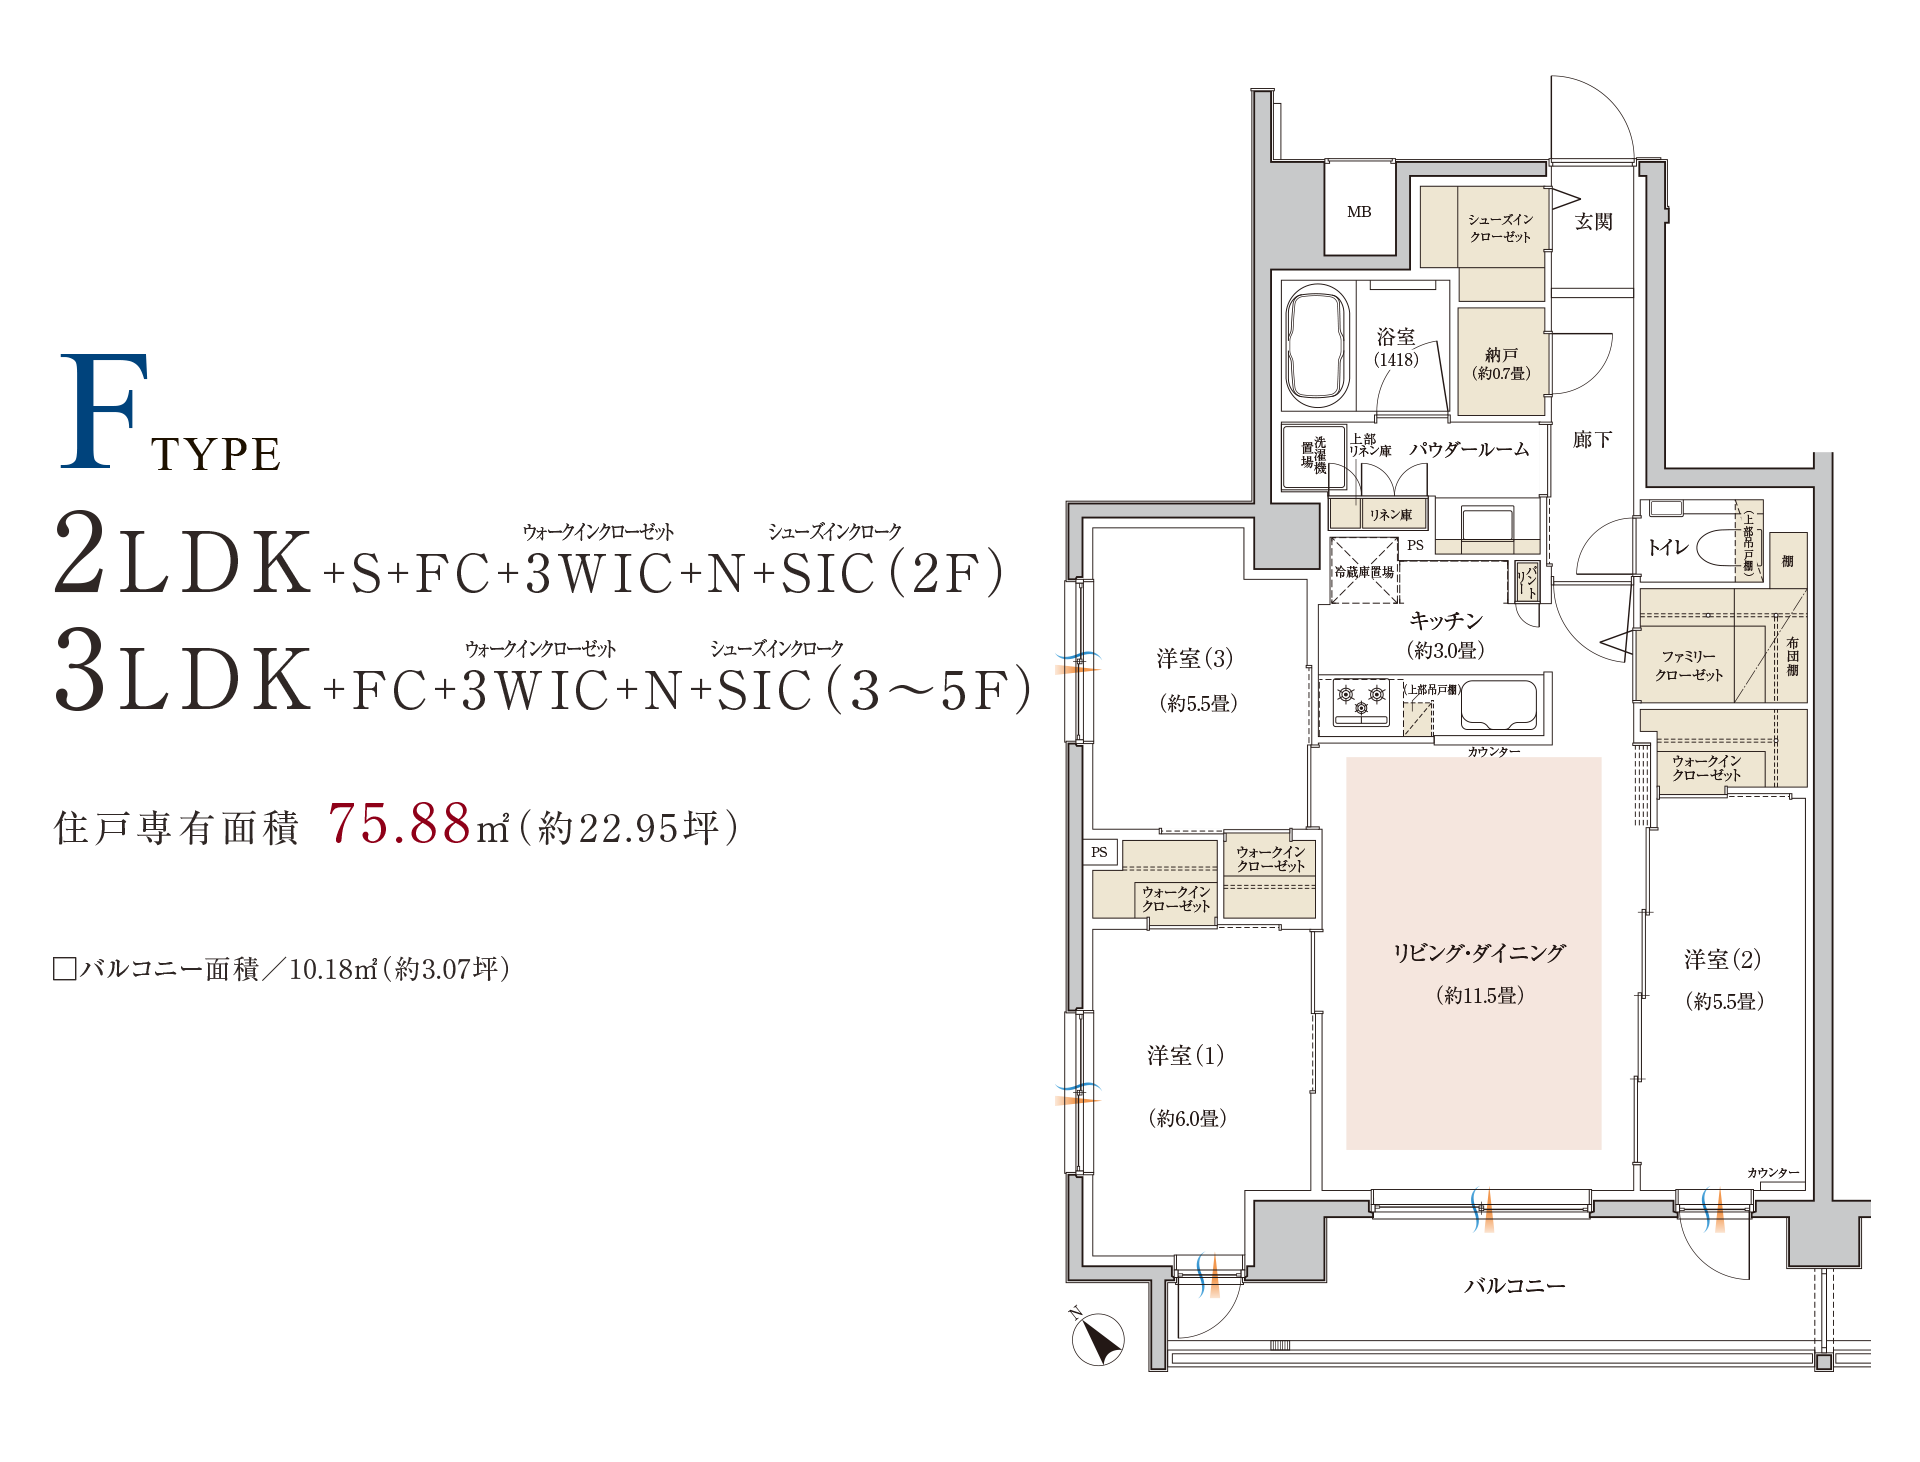 F TYPE
ウォークインクローゼット シューズインクローク
2LDK+S+FC+3WIC+N+SIC(2F)
ウォークインクローゼット シューズインクローク
3LDK+FC+3WIC+N+SIC(3〜5F)
住戸専有面積 75.88㎡(約22.95坪)
□バルコニー面積／10.18㎡(約3.07坪)
MB
シューズイン
クローゼット
玄関
浴室
(1418)
納戸
(約0.7畳)
廊下
洗濯機
置場
上部
リネン庫
パウダールーム
リネン庫
PS
トイレ
(上部吊戸棚)
棚
冷蔵庫置場
パント
リー
キッチン
(約3.0畳)
ファミリー
クローゼット
布団棚
洋室(3)
(約5.5畳)
(上部吊戸棚)
カウンター
ウォークイン
クローゼット
PS
ウォークイン
クローゼット
ウォークイン
クローゼット
リビング・ダイニング
(約11.5畳)
洋室(2)
(約5.5畳)
洋室(1)
(約6.0畳)
カウンター
バルコニー
N